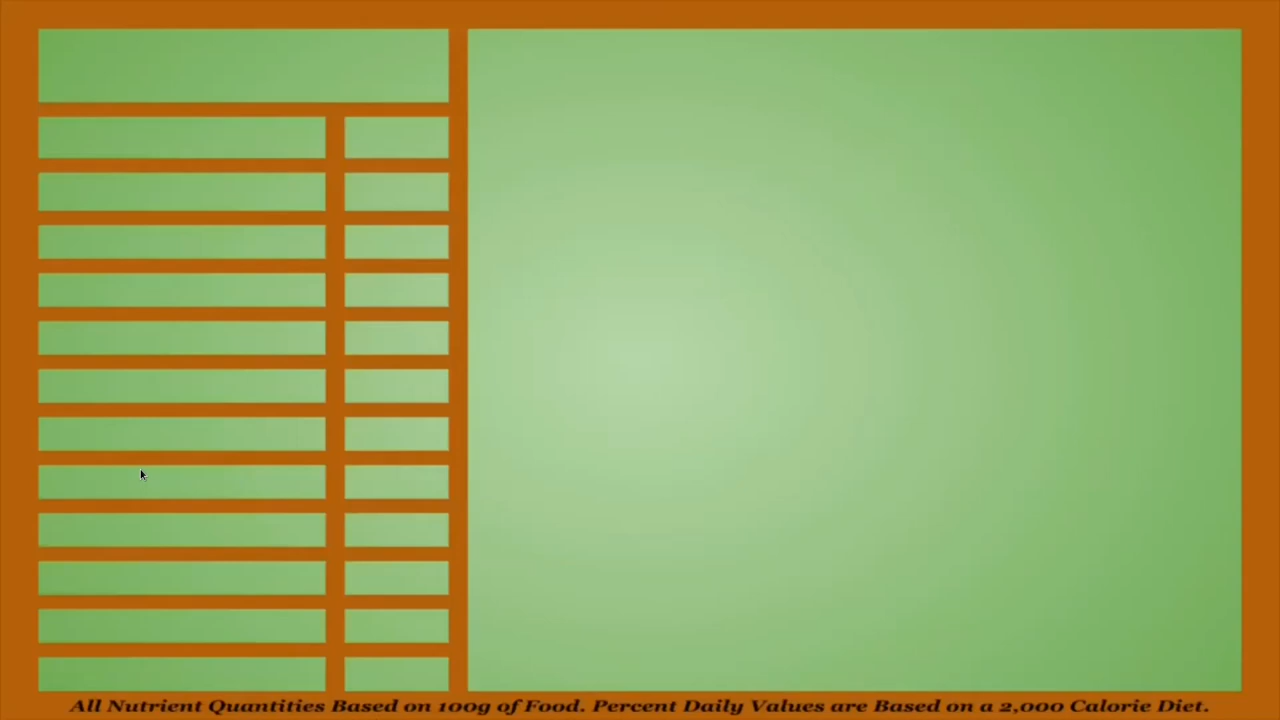 All Nutrient Quantities Based on 100g of Food. Percent Daily Values are Based on a 2,000 Calorie Diet.